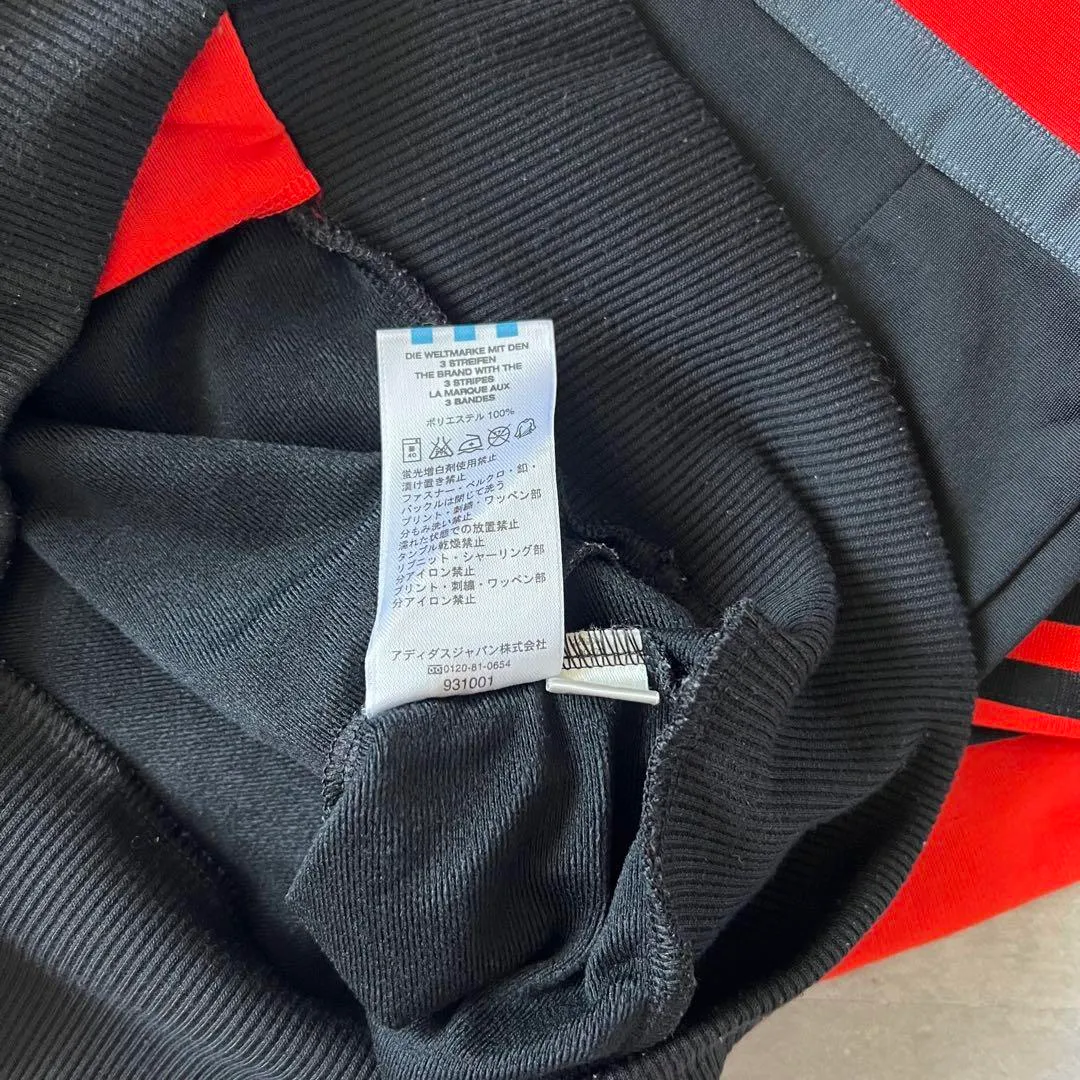 DIE WELTMARKE MIT DEN
3 STREIFEN
THE BRAND WITH THE
3 STRIPES
LA MARQUE AUX
3 BANDES
ポリエステル 100%
40
蛍光増白剤使用禁止
漬け置き禁止
ファスナー・ベルクロ・釦・
バックルは閉じて洗う
プリント・刺繍・ワッペン部
分もみ洗い禁止
濡れた状態での放置禁止
タンブル乾燥禁止
リブニット・シャーリング部
分アイロン禁止
プリント・刺繍・ワッペン部
分アイロン禁止
アディダスジャパン株式会社
0120-81-0654
931001